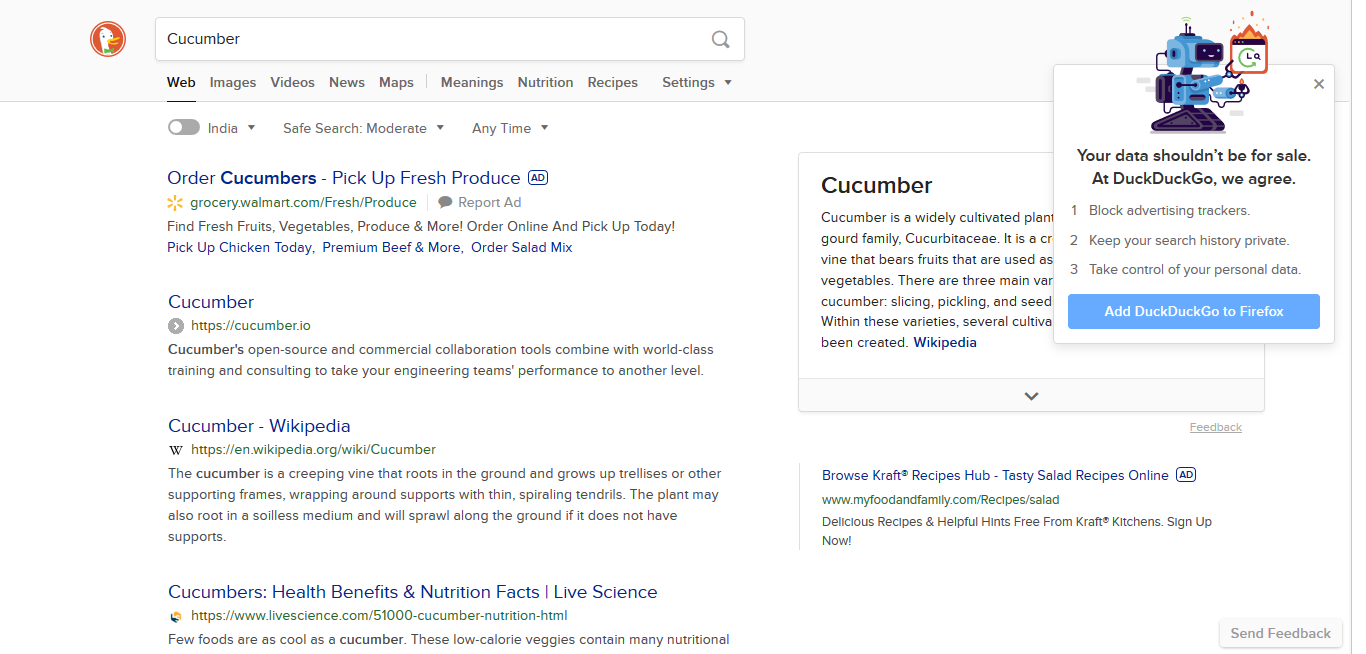 Cucumber
Web Images Videos News Maps Meanings Nutrition Recipes Settings
India Safe Search: Moderate Any Time
Order Cucumbers - Pick Up Fresh Produce AD
grocery.walmart.com/Fresh/Produce Report Ad
Find Fresh Fruits, Vegetables, Produce & More! Order Online And Pick Up Today!
Pick Up Chicken Today, Premium Beef & More, Order Salad Mix
Cucumber
https://cucumber.io
Cucumber's open-source and commercial collaboration tools combine with world-class
training and consulting to take your engineering teams' performance to another level.
Cucumber - Wikipedia
W https://en.wikipedia.org/wiki/Cucumber
The cucumber is a creeping vine that roots in the ground and grows up trellises or other
supporting frames, wrapping around supports with thin, spiraling tendrils. The plant may
also root in a soilless medium and will sprawl along the ground if it does not have
supports.
Cucumbers: Health Benefits & Nutrition Facts | Live Science
https://www.livescience.com/51000-cucumber-nutrition-html
Few foods are as cool as a cucumber. These low-calorie veggies contain many nutritional
Cucumber
Cucumber is a widely cultivated plant
gourd family, Cucurbitaceae. It is a
vine that bears fruits that are used as
vegetables. There are three main
cucumber: slicing, pickling, and
Within these varieties, several
been created. Wikipedia
Feedback
Browse Kraft® Recipes Hub - Tasty Salad Recipes Online AD
www.myfoodandfamily.com/Recipes/salad
Delicious Recipes & Helpful Hints Free From Kraft® Kitchens. Sign Up
Now!
Your data shouldn't be for sale.
At DuckDuckGo, we agree.
1 Block advertising trackers.
2 Keep your search history private.
3 Take control of your personal data.
Add DuckDuckGo to Firefox
Send Feedback